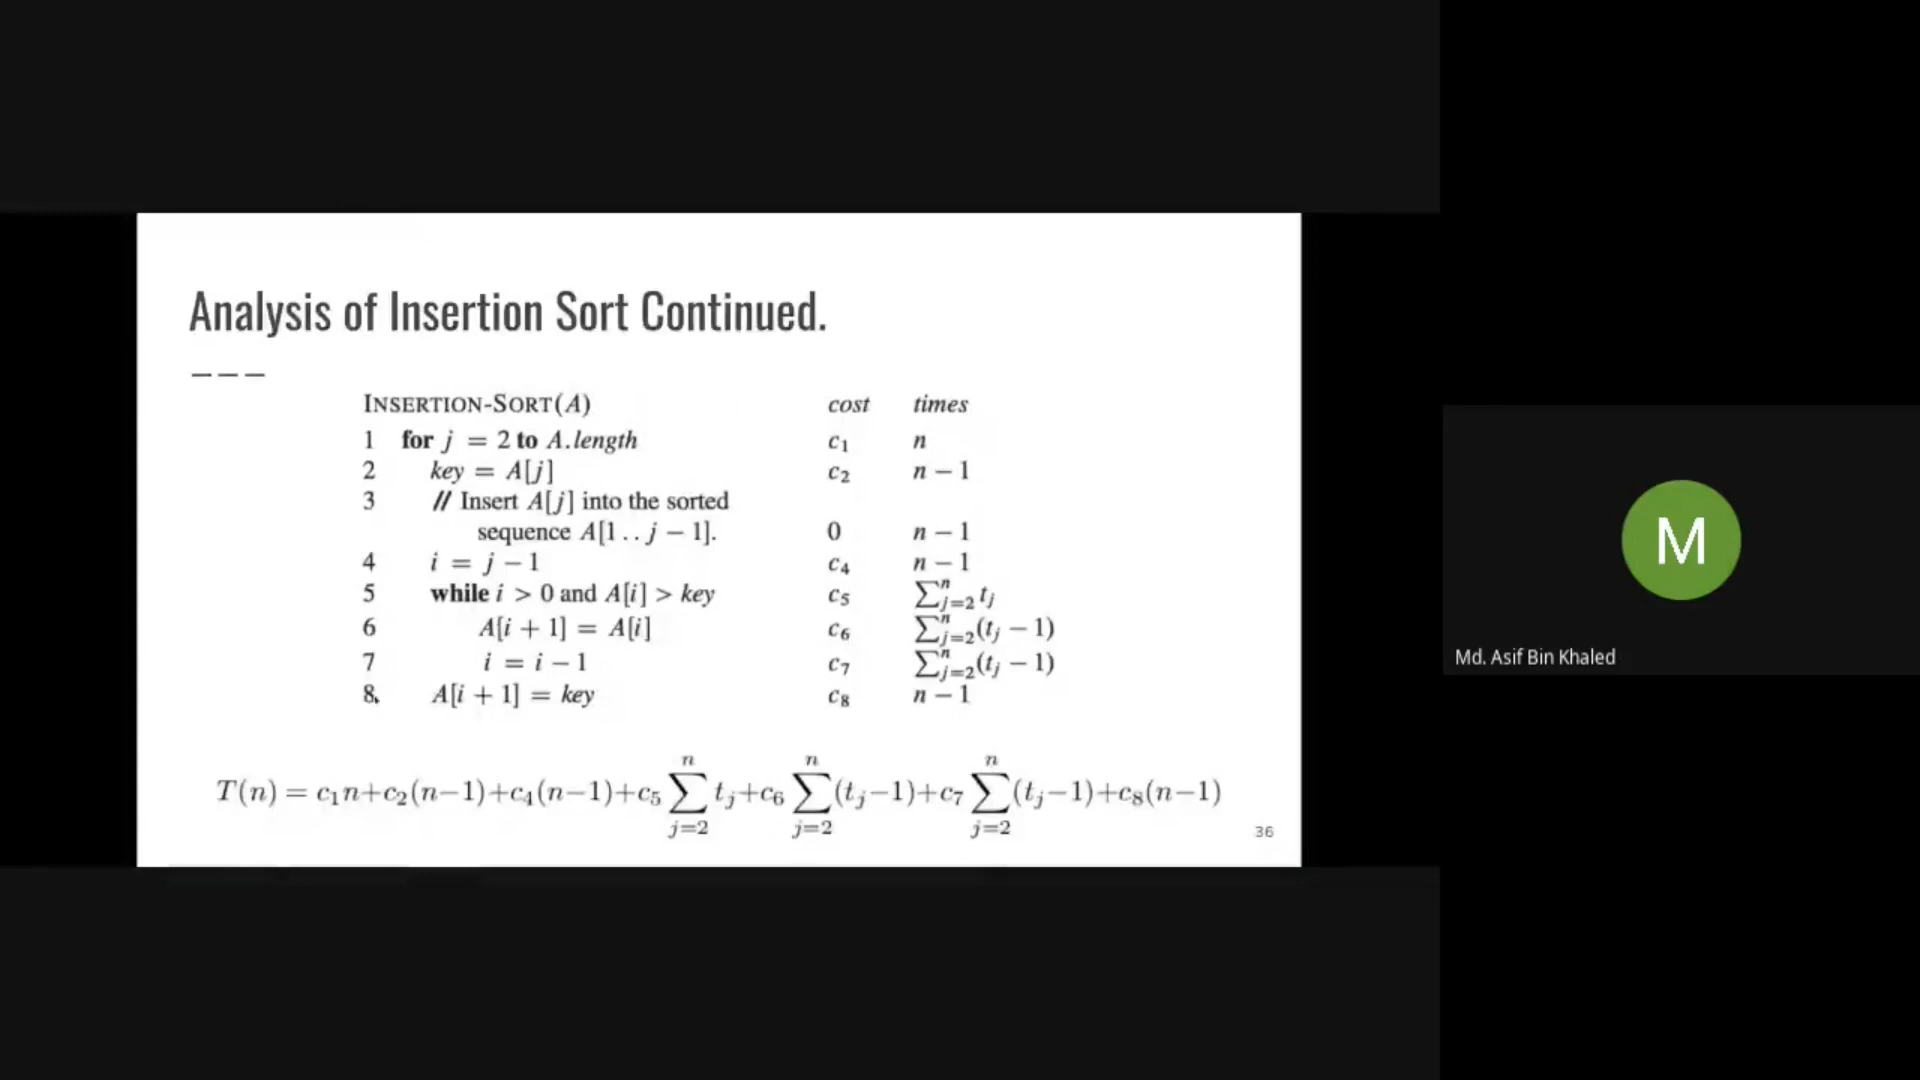 Analysis of Insertion Sort Continued.
INSERTION-SORT(A) cost times
1 for j = 2 to A.length c₁ n
2 key = A[j] c₂ n − 1
3 // Insert A[j] into the sorted
sequence A[1 . . j − 1]. 0 n − 1
4 i = j − 1 c₄ n − 1
5 while i > 0 and A[i] > key c₅ ∑ⁿⱼ₌₂ tⱼ
6 A[i + 1] = A[i] c₆ ∑ⁿⱼ₌₂(tⱼ − 1)
7 i = i − 1 c₇ ∑ⁿⱼ₌₂(tⱼ − 1)
8 A[i + 1] = key c₈ n − 1
T(n) = c₁n+c₂(n−1)+c₄(n−1)+c₅ ∑ⁿⱼ₌₂ tⱼ+c₆ ∑ⁿⱼ₌₂(tⱼ−1)+c₇ ∑ⁿⱼ₌₂(tⱼ−1)+c₈(n−1)
36
M
Md. Asif Bin Khaled